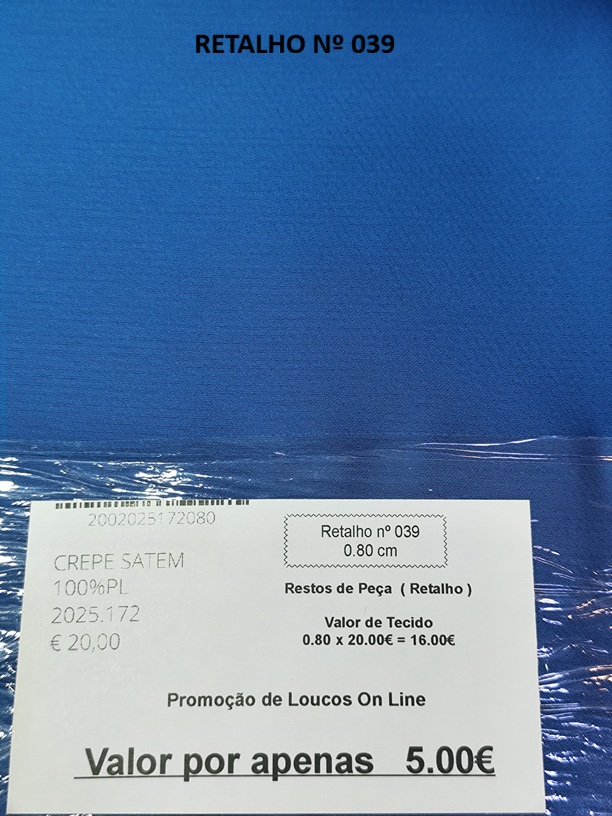 RETALHO Nº 039
2002025172080
CREPE SATEM
100%PL
2025.172
€ 20,00
Retalho nº 039
0.80 cm
Restos de Peça ( Retalho )
Valor de Tecido
0.80 x 20.00€ = 16.00€
Promoção de Loucos On Line
Valor por apenas 5.00€